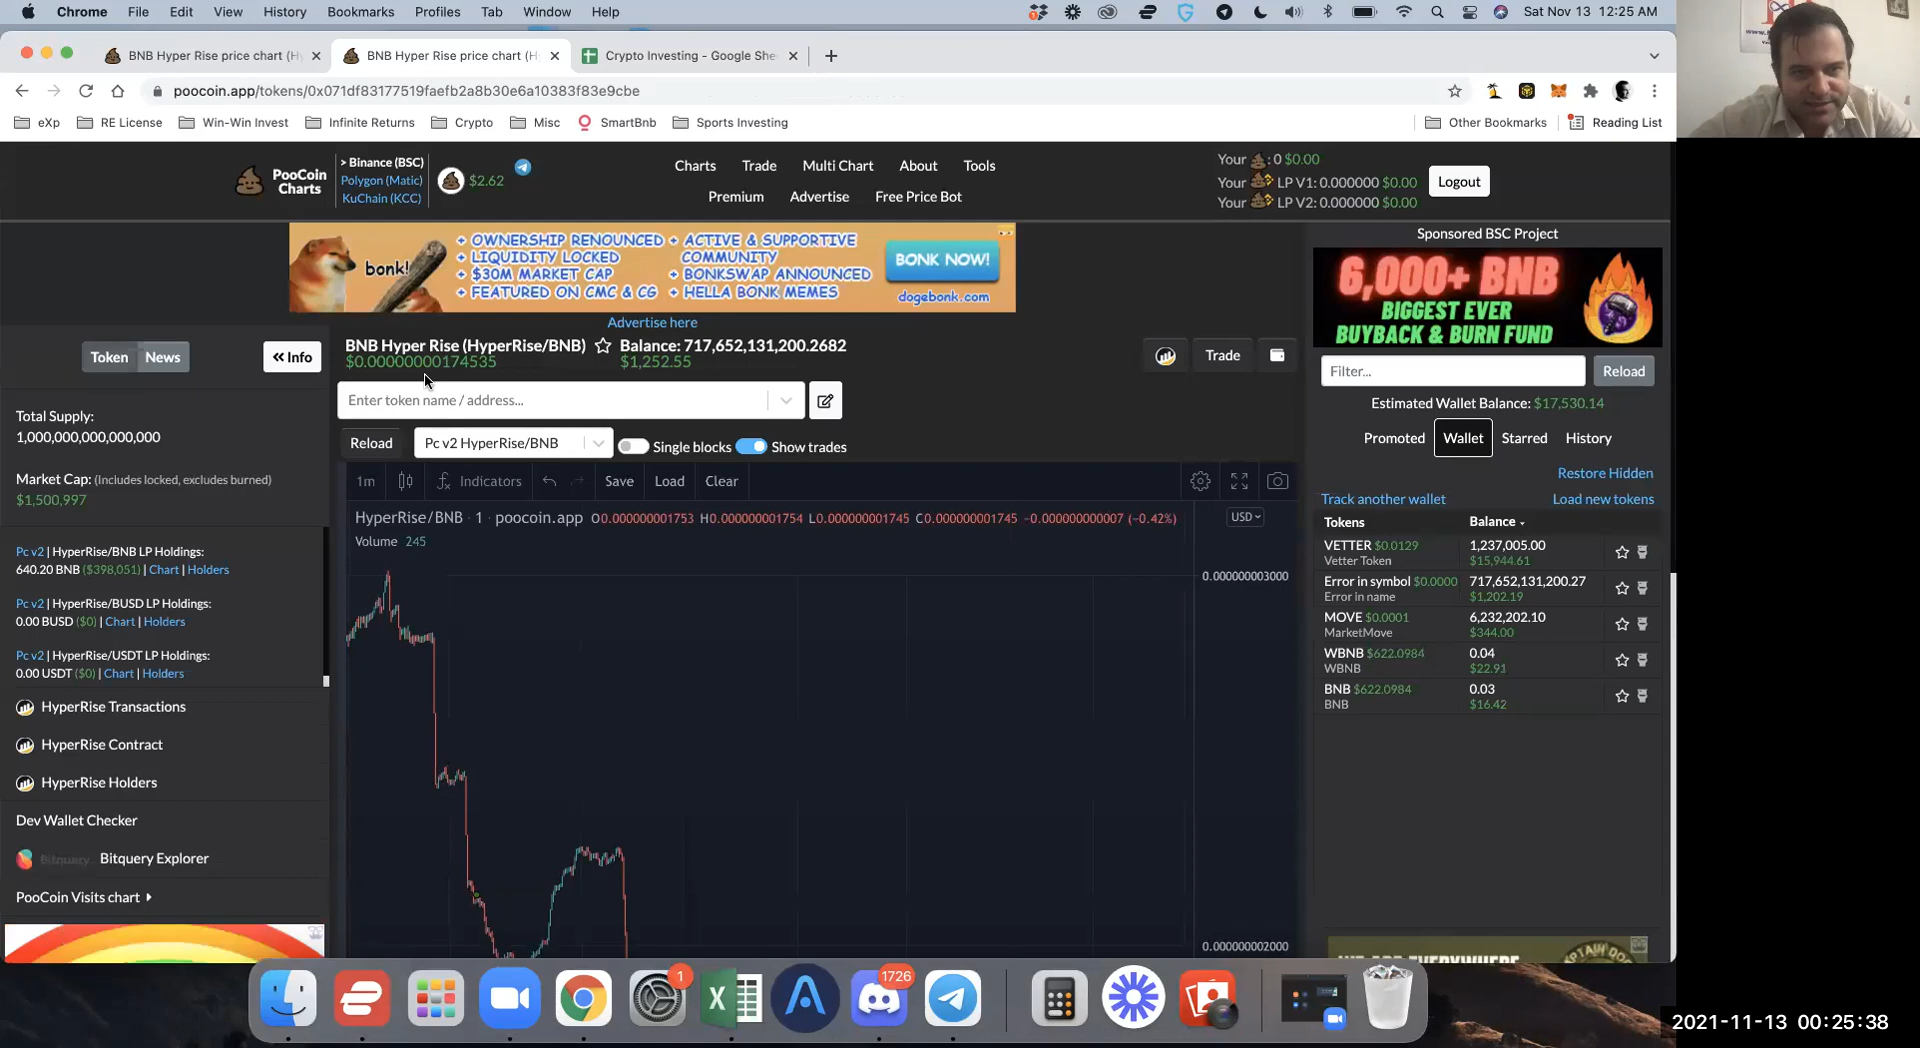 Chrome File Edit View History Bookmarks Profiles Tab Window Help
Sat Nov 13 12:25 AM
BNB Hyper Rise price chart (H
BNB Hyper Rise price chart (H
Crypto Investing - Google She
poocoin.app/tokens/0x071df83177519faefb2a8b30e6a10383f83e9cbe
eXp RE License Win-Win Invest Infinite Returns Crypto Misc SmartBnb Sports Investing Other Bookmarks Reading List
PooCoin
Charts
> Binance (BSC)
Polygon (Matic)
KuChain (KCC)
$2.62
Charts Trade Multi Chart About Tools
Premium Advertise Free Price Bot
Your : 0 $0.00
Your LP V1: 0.000000 $0.00
Your LP V2: 0.000000 $0.00
Logout
bonk!
+ OWNERSHIP RENOUNCED
+ LIQUIDITY LOCKED
+ $30M MARKET CAP
+ FEATURED ON CMC & CG
+ ACTIVE & SUPPORTIVE
COMMUNITY
+ BONKSWAP ANNOUNCED
+ HELLA BONK MEMES
BONK NOW!
dogebonk.com
Advertise here
Sponsored BSC Project
6,000+ BNB
BIGGEST EVER
BUYBACK & BURN FUND
Token News
« Info
Total Supply:
1,000,000,000,000,000
Market Cap: (Includes locked, excludes burned)
$1,500,997
Pc v2 | HyperRise/BNB LP Holdings:
640.20 BNB ($398,051) | Chart | Holders
Pc v2 | HyperRise/BUSD LP Holdings:
0.00 BUSD ($0) | Chart | Holders
Pc v2 | HyperRise/USDT LP Holdings:
0.00 USDT ($0) | Chart | Holders
HyperRise Transactions
HyperRise Contract
HyperRise Holders
Dev Wallet Checker
Bitquery Bitquery Explorer
PooCoin Visits chart
BNB Hyper Rise (HyperRise/BNB)
$0.00000000174535
Balance: 717,652,131,200.2682
$1,252.55
Trade
Enter token name / address...
Reload
Pc v2 HyperRise/BNB
Single blocks
Show trades
1m Indicators Save Load Clear
HyperRise/BNB · 1 · poocoin.app O0.000000001753 H0.000000001754 L0.000000001745 C0.000000001745 −0.000000000007 (−0.42%)
USD
Volume 245
0.000000003000
0.000000002000
Filter...
Reload
Estimated Wallet Balance: $17,530.14
Promoted Wallet Starred History
Restore Hidden
Track another wallet
Load new tokens
Tokens Balance
VETTER $0.0129 1,237,005.00
Vetter Token $15,944.61
Error in symbol $0.0000 717,652,131,200.27
Error in name $1,202.19
MOVE $0.0001 6,232,202.10
MarketMove $344.00
WBNB $622.0984 0.04
WBNB $22.91
BNB $622.0984 0.03
BNB $16.42
1
1726
2021-11-13 00:25:38